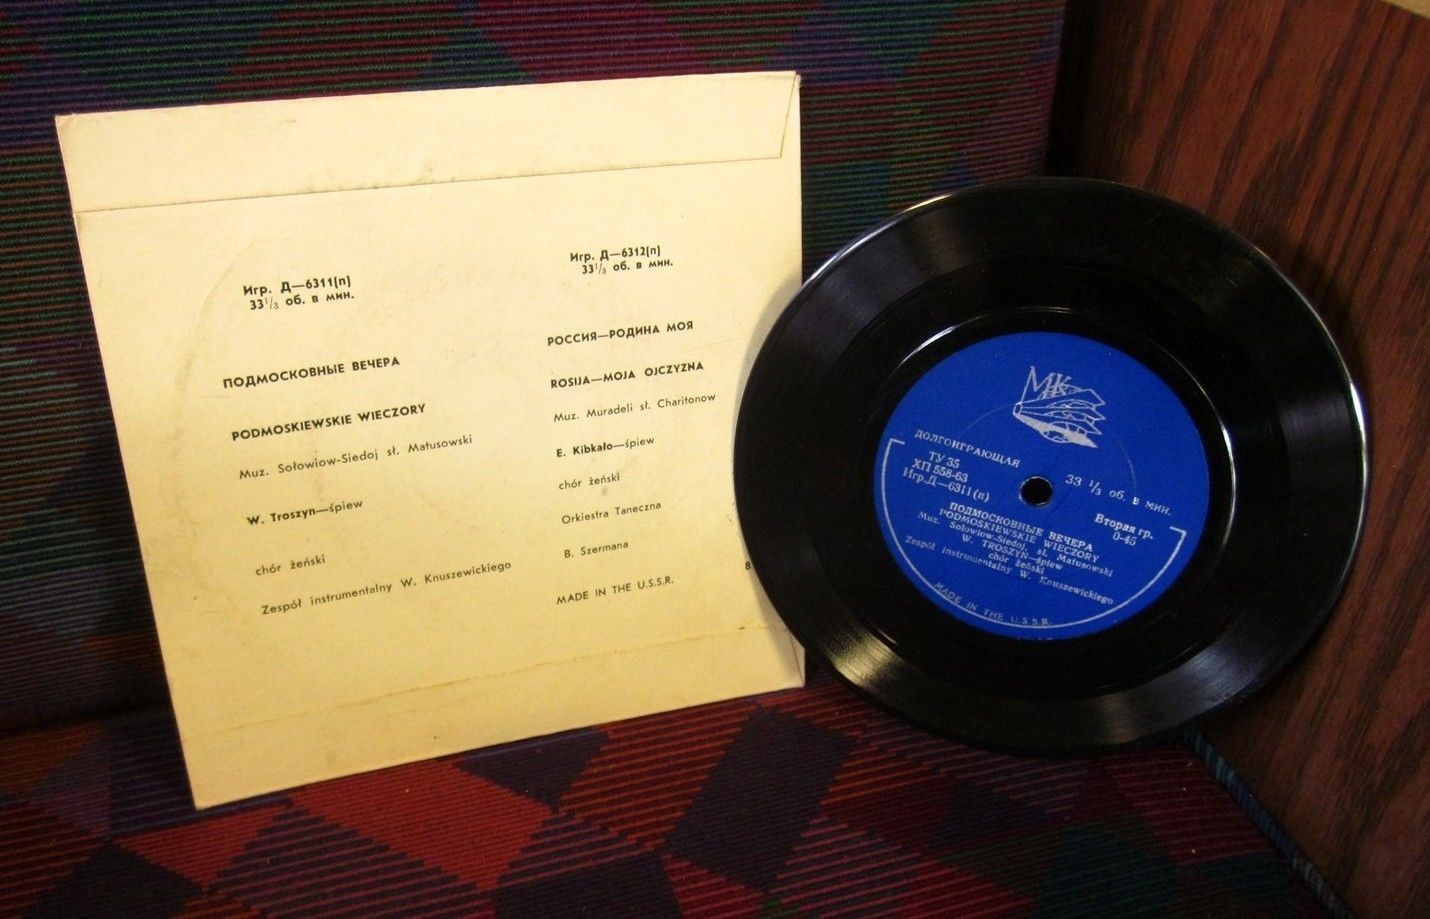 Игр. Д—6311(п)
33 1/3 об. в мин.
ПОДМОСКОВНЫЕ ВЕЧЕРА
PODMOSKIEWSKIE WIECZORY
Muz. Sołowiow-Siedoj sł. Matusowski
W. Troszyn—śpiew
chór żeński
Zespół instrumentalny W. Knuszewickiego
Игр. Д—6312(п)
33 1/3 об. в мин.
РОССИЯ—РОДИНА МОЯ
ROSIJA—MOJA OJCZYZNA
Muz. Muradeli sł. Charitonow
E. Kibkało—śpiew
chór żeński
Orkiestra Taneczna
B. Szermana
MADE IN THE U.S.S.R.
8
МК
ДОЛГОИГРАЮЩАЯ
ТУ 35
ХП 558-63
Игр.Д—6311(п)
33 1/3 об. в мин.
Вторая гр.
0-45
ПОДМОСКОВНЫЕ ВЕЧЕРА
PODMOSKIEWSKIE WIECZORY
Muz. Sołowiow-Siedoj, sł. Matusowski
W. TROSZYN—śpiew
chór żeński
Zespół instrumentalny W. Knuszewickiego
MADE IN THE U.S.S.R.